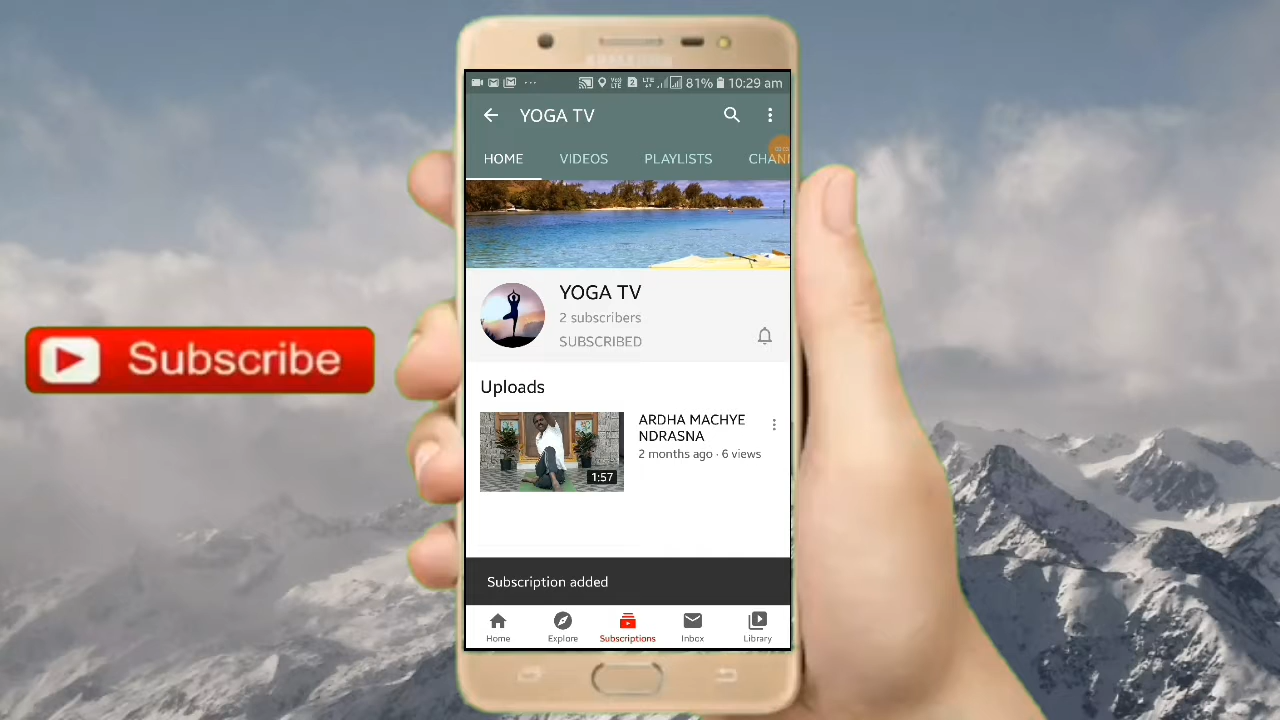 81% 10:29 am
YOGA TV
HOME VIDEOS PLAYLISTS CHAN
YOGA TV
2 subscribers
SUBSCRIBED
Subscribe
Uploads
ARDHA MACHYE
NDRASNA
2 months ago · 6 views
1:57
Subscription added
Home Explore Subscriptions Inbox Library